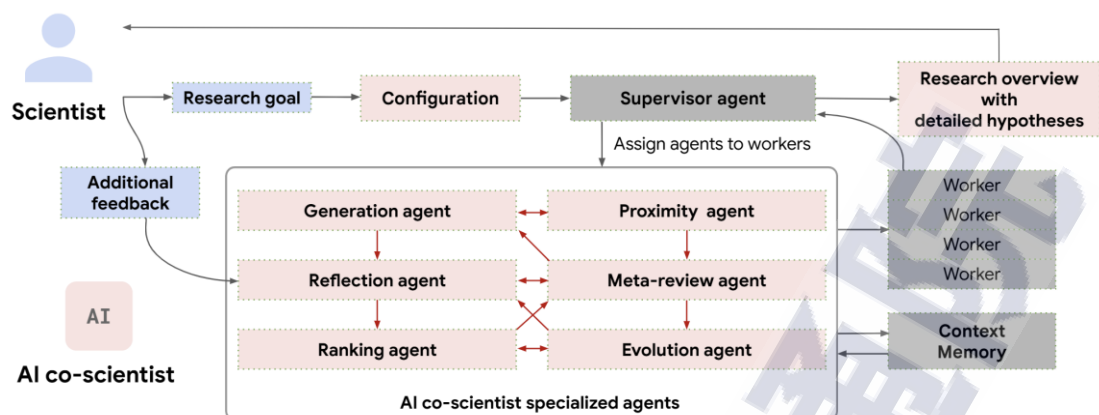 Scientist
Research goal
Configuration
Supervisor agent
Research overview
with
detailed hypotheses
Assign agents to workers
Additional
feedback
Generation agent
Proximity agent
Reflection agent
Meta-review agent
Ranking agent
Evolution agent
AI co-scientist specialized agents
Worker
Worker
Worker
Worker
Context
Memory
AI
AI co-scientist